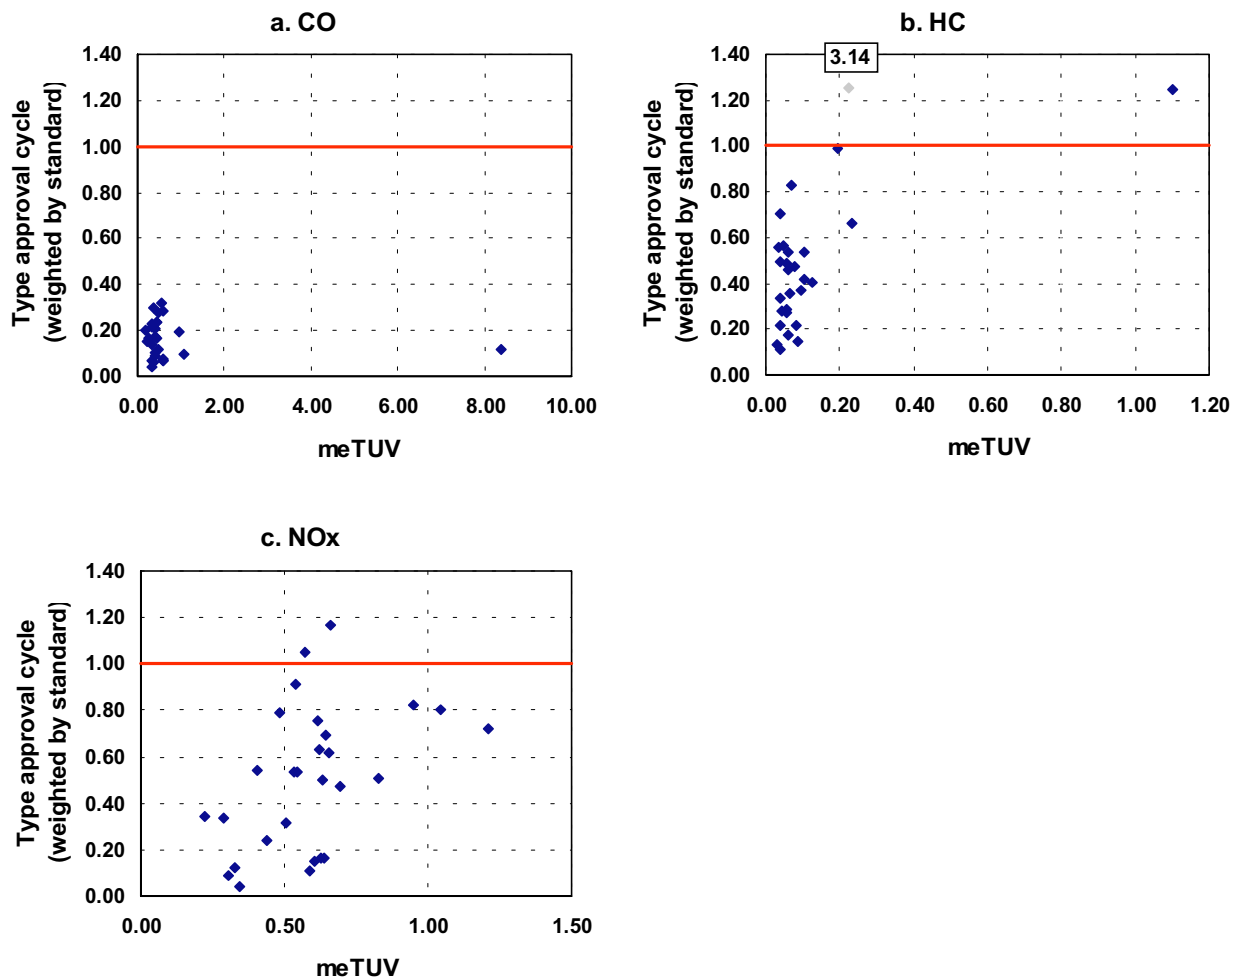 a. CO
Type approval cycle
(weighted by standard)
1.40
1.20
1.00
0.80
0.60
0.40
0.20
0.00
0.00 2.00 4.00 6.00 8.00 10.00
meTUV
b. HC
3.14
Type approval cycle
(weighted by standard)
1.40
1.20
1.00
0.80
0.60
0.40
0.20
0.00
0.00 0.20 0.40 0.60 0.80 1.00 1.20
meTUV
c. NOx
Type approval cycle
(weighted by standard)
1.40
1.20
1.00
0.80
0.60
0.40
0.20
0.00
0.00 0.50 1.00 1.50
meTUV